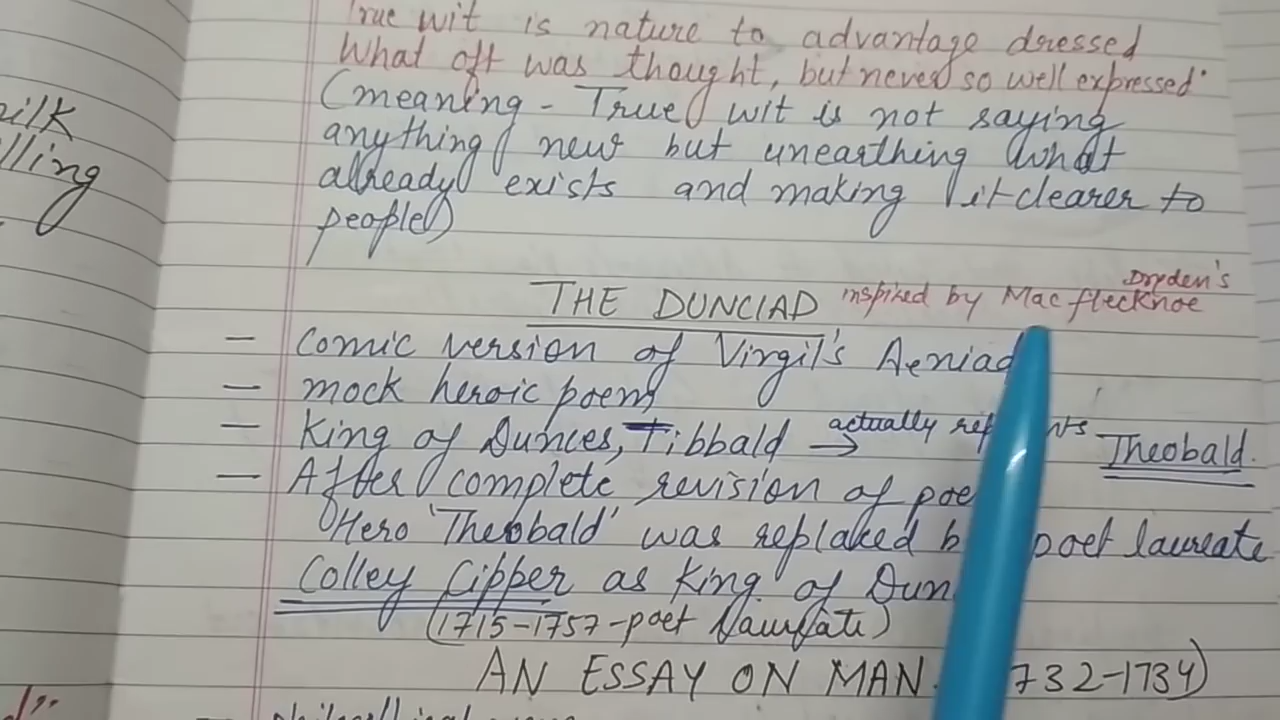 True wit is nature to advantage dressed
What oft was thought, but never so well expressed"
(meaning - True wit is not saying
anything new but unearthing what
already exists and making it clearer to
people)
THE DUNCIAD inspired by Dryden's Mac flecknoe
- Comic version of Virgil's Aeniad
- mock heroic poem
- King of Dunces, Tibbald → actually Theobald.
- After complete revision of
Hero 'Theobald' was replaced poet laureate
Colley Cipper as King of
(1715-1757-poet laureate)
AN ESSAY ON MAN 732-1734)
lling